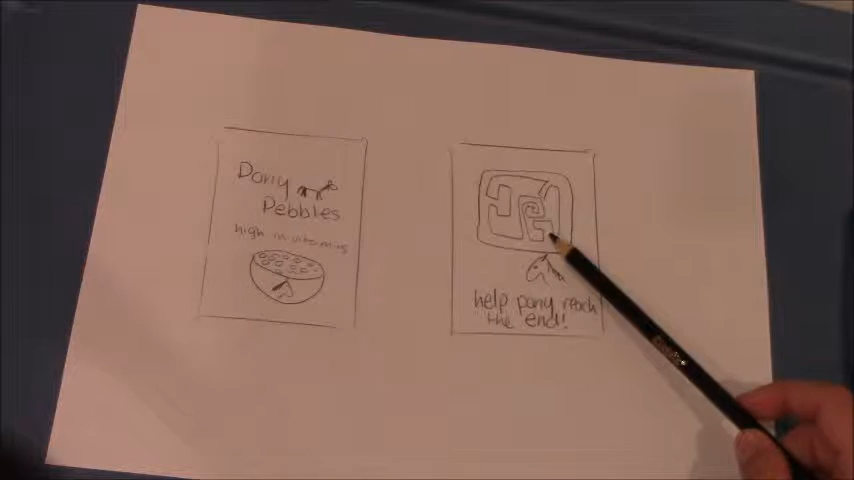 Pony
Pebbles
high in vitamins
help pony reach
the end!